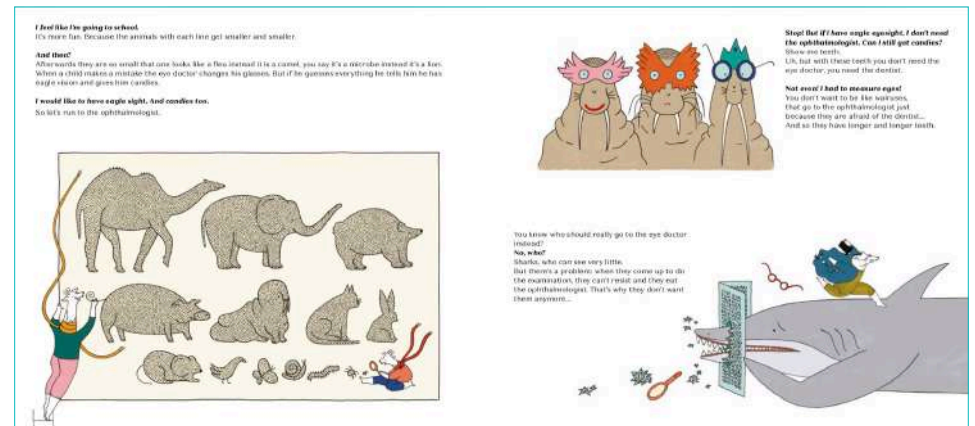 I feel like I'm going to school.
It's more fun. Because the animals with each line get smaller and smaller.
And then?
Afterwards they are so small that one looks like a flea instead it is a camel, you say it's a microbe instead it's a lion.
When a child makes a mistake the eye doctor changes his glasses. But if he guesses everything he tells him he has
eagle vision and gives him candies.
I would like to have eagle sight. And candies too.
So let's run to the ophthalmologist.
Stop! But if I have eagle eyesight, I don't need
the ophthalmologist. Can I still get candies?
Show me teeth.
Uh, but with these teeth you don't need the
eye doctor, you need the dentist.
Not even! I had to measure eyes!
You don't want to be like walruses,
that go to the ophthalmologist just
because they are afraid of the dentist...
And so they have longer and longer teeth.
You know who should really go to the eye doctor
instead?
No, who?
Sharks, who can see very little.
But there's a problem: when they come up to do
the examination, they can't resist and they eat
the ophthalmologist. That's why they don't want
them anymore...